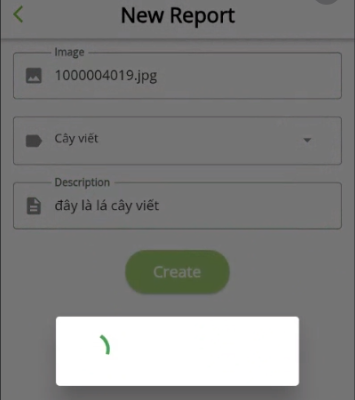 New Report
Image
1000004019.jpg
Cây viết
Description
đây là lá cây viết
Create